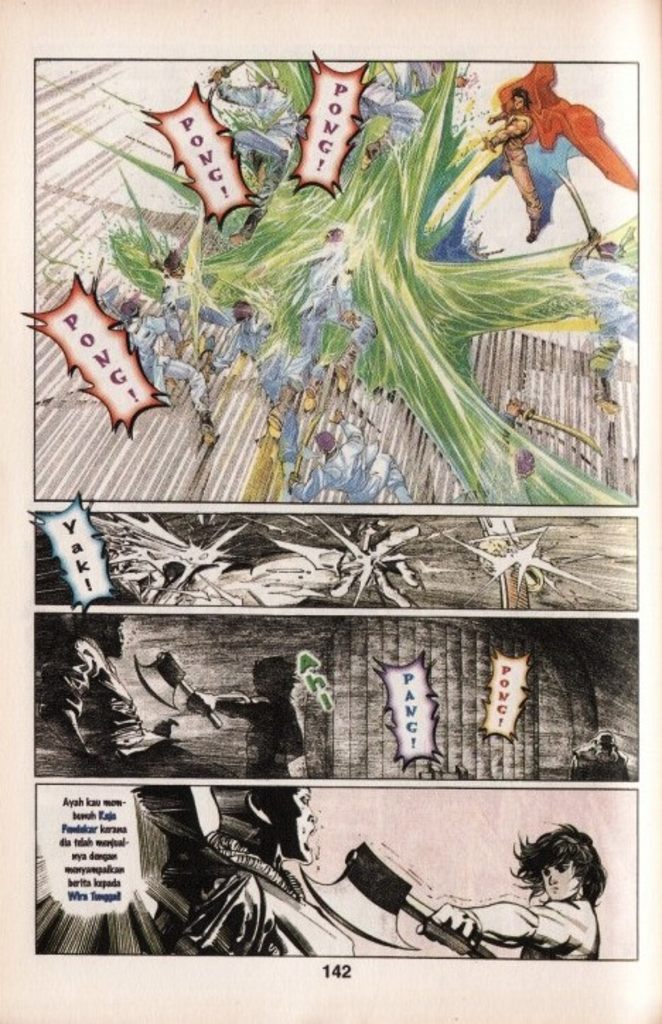 PONG!
PONG!
PONG!
Yak!
Ah!
PANG!
PONG!
Ayah kau mem-
bunuh Raja
Pendekar kerana
dia telah menjual-
nya dengan
menyampaikan
berita kepada
Wira Tunggal!
142